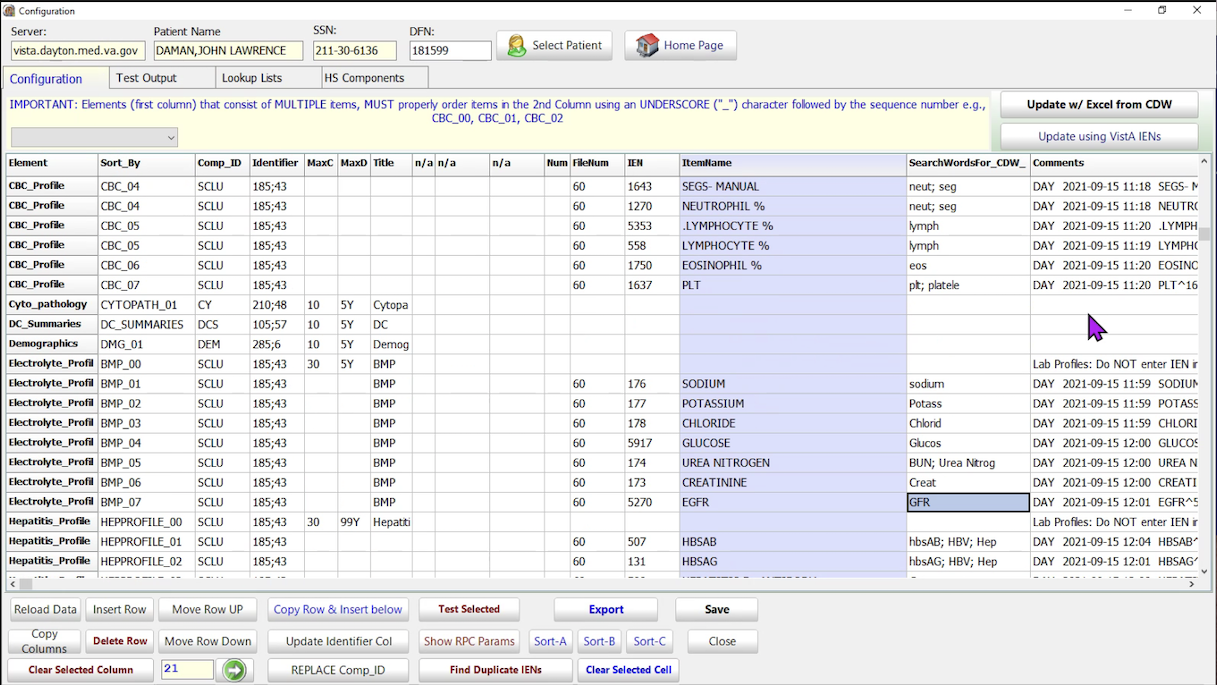 Configuration
Server: Patient Name SSN: DFN:
vista.dayton.med.va.gov DAMAN,JOHN LAWRENCE 211-30-6136 181599 Select Patient Home Page
Configuration Test Output Lookup Lists HS Components
IMPORTANT: Elements (first column) that consist of MULTIPLE items, MUST properly order items in the 2nd Column using an UNDERSCORE ("_") character followed by the sequence number e.g.,
CBC_00, CBC_01, CBC_02
Update w/ Excel from CDW
Update using VistA IENs
Element Sort_By Comp_ID Identifier MaxC MaxD Title n/a n/a n/a Num FileNum IEN ItemName SearchWordsFor_CDW_ Comments
CBC_Profile CBC_04 SCLU 185;43 60 1643 SEGS- MANUAL neut; seg DAY 2021-09-15 11:18 SEGS- M
CBC_Profile CBC_04 SCLU 185;43 60 1270 NEUTROPHIL % neut; seg DAY 2021-09-15 11:18 NEUTRO
CBC_Profile CBC_05 SCLU 185;43 60 5353 .LYMPHOCYTE % lymph DAY 2021-09-15 11:20 .LYMPH
CBC_Profile CBC_05 SCLU 185;43 60 558 LYMPHOCYTE % lymph DAY 2021-09-15 11:19 LYMPHO
CBC_Profile CBC_06 SCLU 185;43 60 1750 EOSINOPHIL % eos DAY 2021-09-15 11:20 EOSINO
CBC_Profile CBC_07 SCLU 185;43 60 1637 PLT plt; platele DAY 2021-09-15 11:20 PLT^16
Cyto_pathology CYTOPATH_01 CY 210;48 10 5Y Cytopa
DC_Summaries DC_SUMMARIES DCS 105;57 10 5Y DC
Demographics DMG_01 DEM 285;6 10 5Y Demog
Electrolyte_Profil BMP_00 SCLU 185;43 30 5Y BMP Lab Profiles: Do NOT enter IEN ir
Electrolyte_Profil BMP_01 SCLU 185;43 BMP 60 176 SODIUM sodium DAY 2021-09-15 11:59 SODIUM
Electrolyte_Profil BMP_02 SCLU 185;43 BMP 60 177 POTASSIUM Potass DAY 2021-09-15 11:59 POTASS
Electrolyte_Profil BMP_03 SCLU 185;43 BMP 60 178 CHLORIDE Chlorid DAY 2021-09-15 11:59 CHLORI
Electrolyte_Profil BMP_04 SCLU 185;43 BMP 60 5917 GLUCOSE Glucos DAY 2021-09-15 12:00 GLUCOS
Electrolyte_Profil BMP_05 SCLU 185;43 BMP 60 174 UREA NITROGEN BUN; Urea Nitrog DAY 2021-09-15 12:00 UREA N
Electrolyte_Profil BMP_06 SCLU 185;43 BMP 60 173 CREATININE Creat DAY 2021-09-15 12:00 CREATI
Electrolyte_Profil BMP_07 SCLU 185;43 BMP 60 5270 EGFR GFR DAY 2021-09-15 12:01 EGFR^5
Hepatitis_Profile HEPPROFILE_00 SCLU 185;43 30 99Y Hepatiti Lab Profiles: Do NOT enter IEN ir
Hepatitis_Profile HEPPROFILE_01 SCLU 185;43 60 507 HBSAB hbsAB; HBV; Hep DAY 2021-09-15 12:04 HBSAB^
Hepatitis_Profile HEPPROFILE_02 SCLU 185;43 60 131 HBSAG hbsAG; HBV; Hep DAY 2021-09-15 12:01 HBSAG^
Reload Data Insert Row Move Row UP Copy Row & Insert below Test Selected Export Save
Copy Columns Delete Row Move Row Down Update Identifier Col Show RPC Params Sort-A Sort-B Sort-C Close
Clear Selected Column 21 REPLACE Comp_ID Find Duplicate IENs Clear Selected Cell